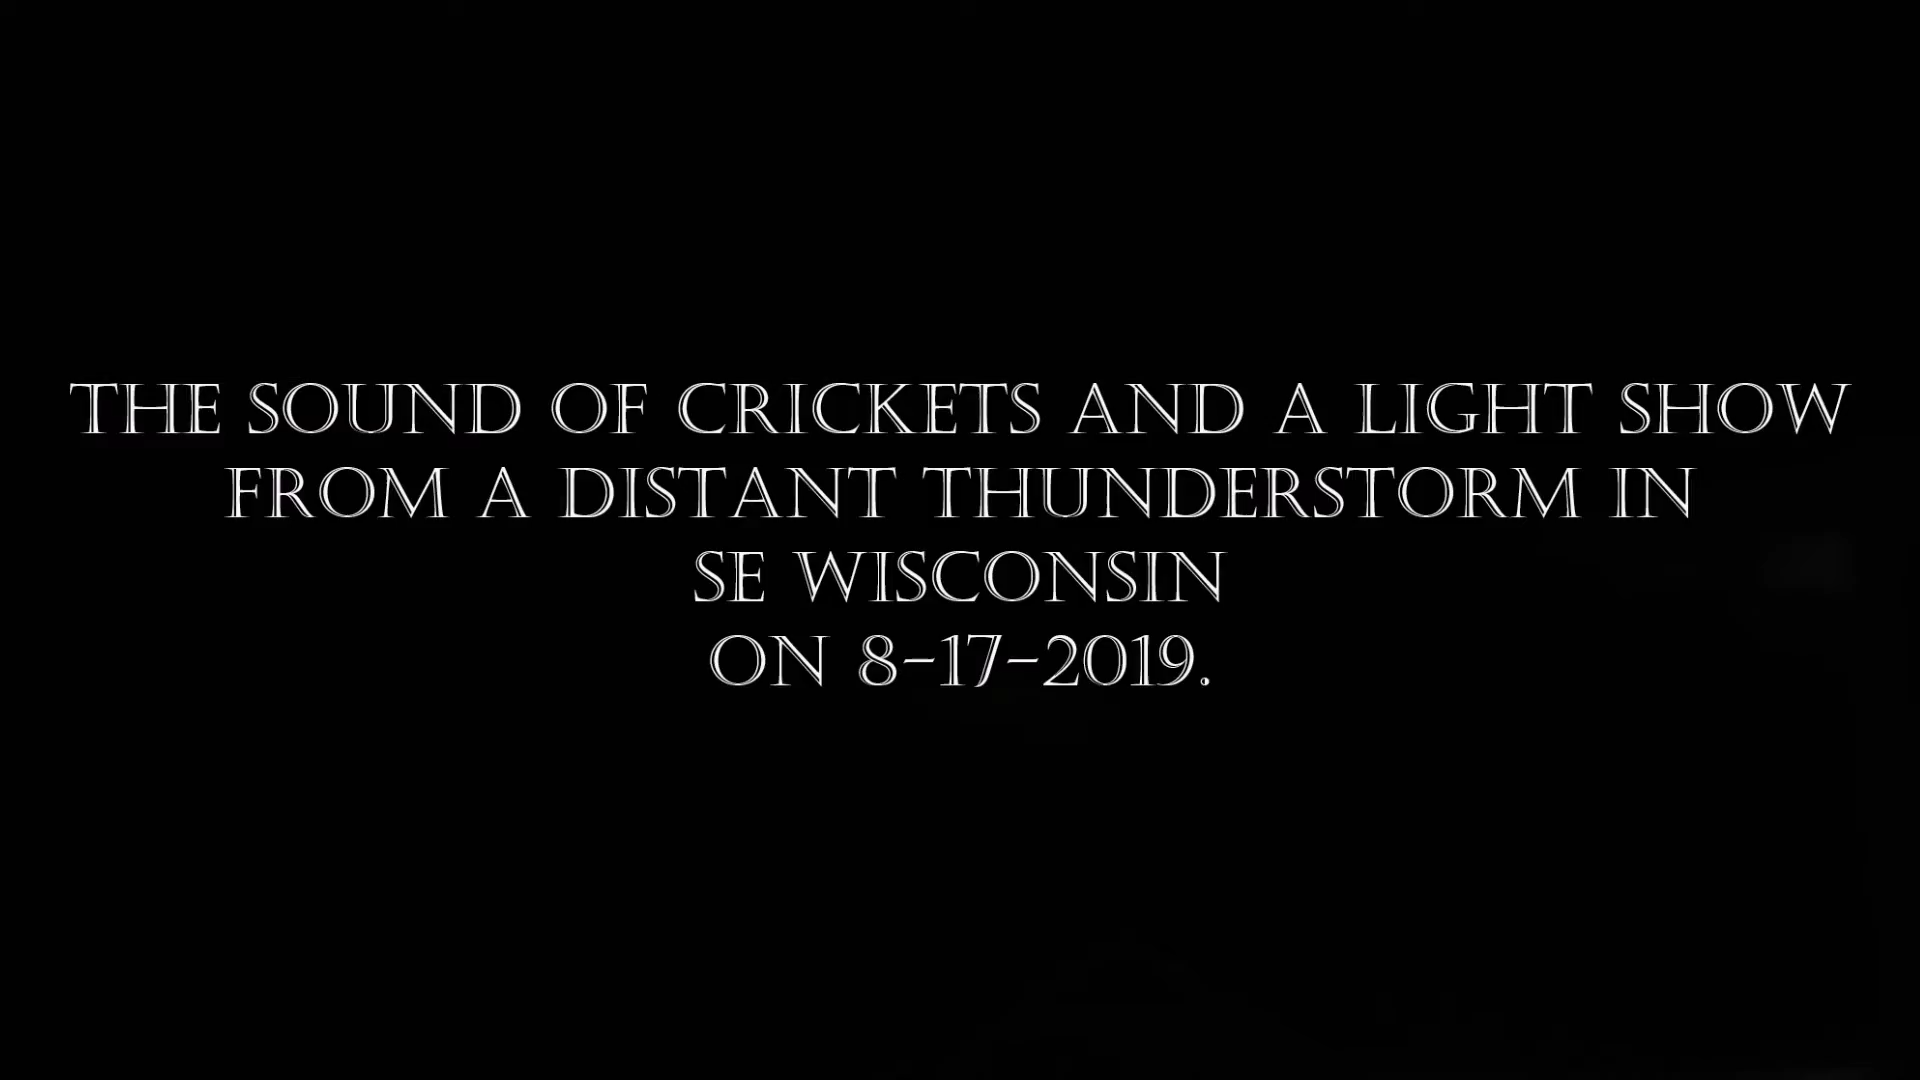 THE SOUND OF CRICKETS AND A LIGHT SHOW
FROM A DISTANT THUNDERSTORM IN
SE WISCONSIN
ON 8-17-2019.